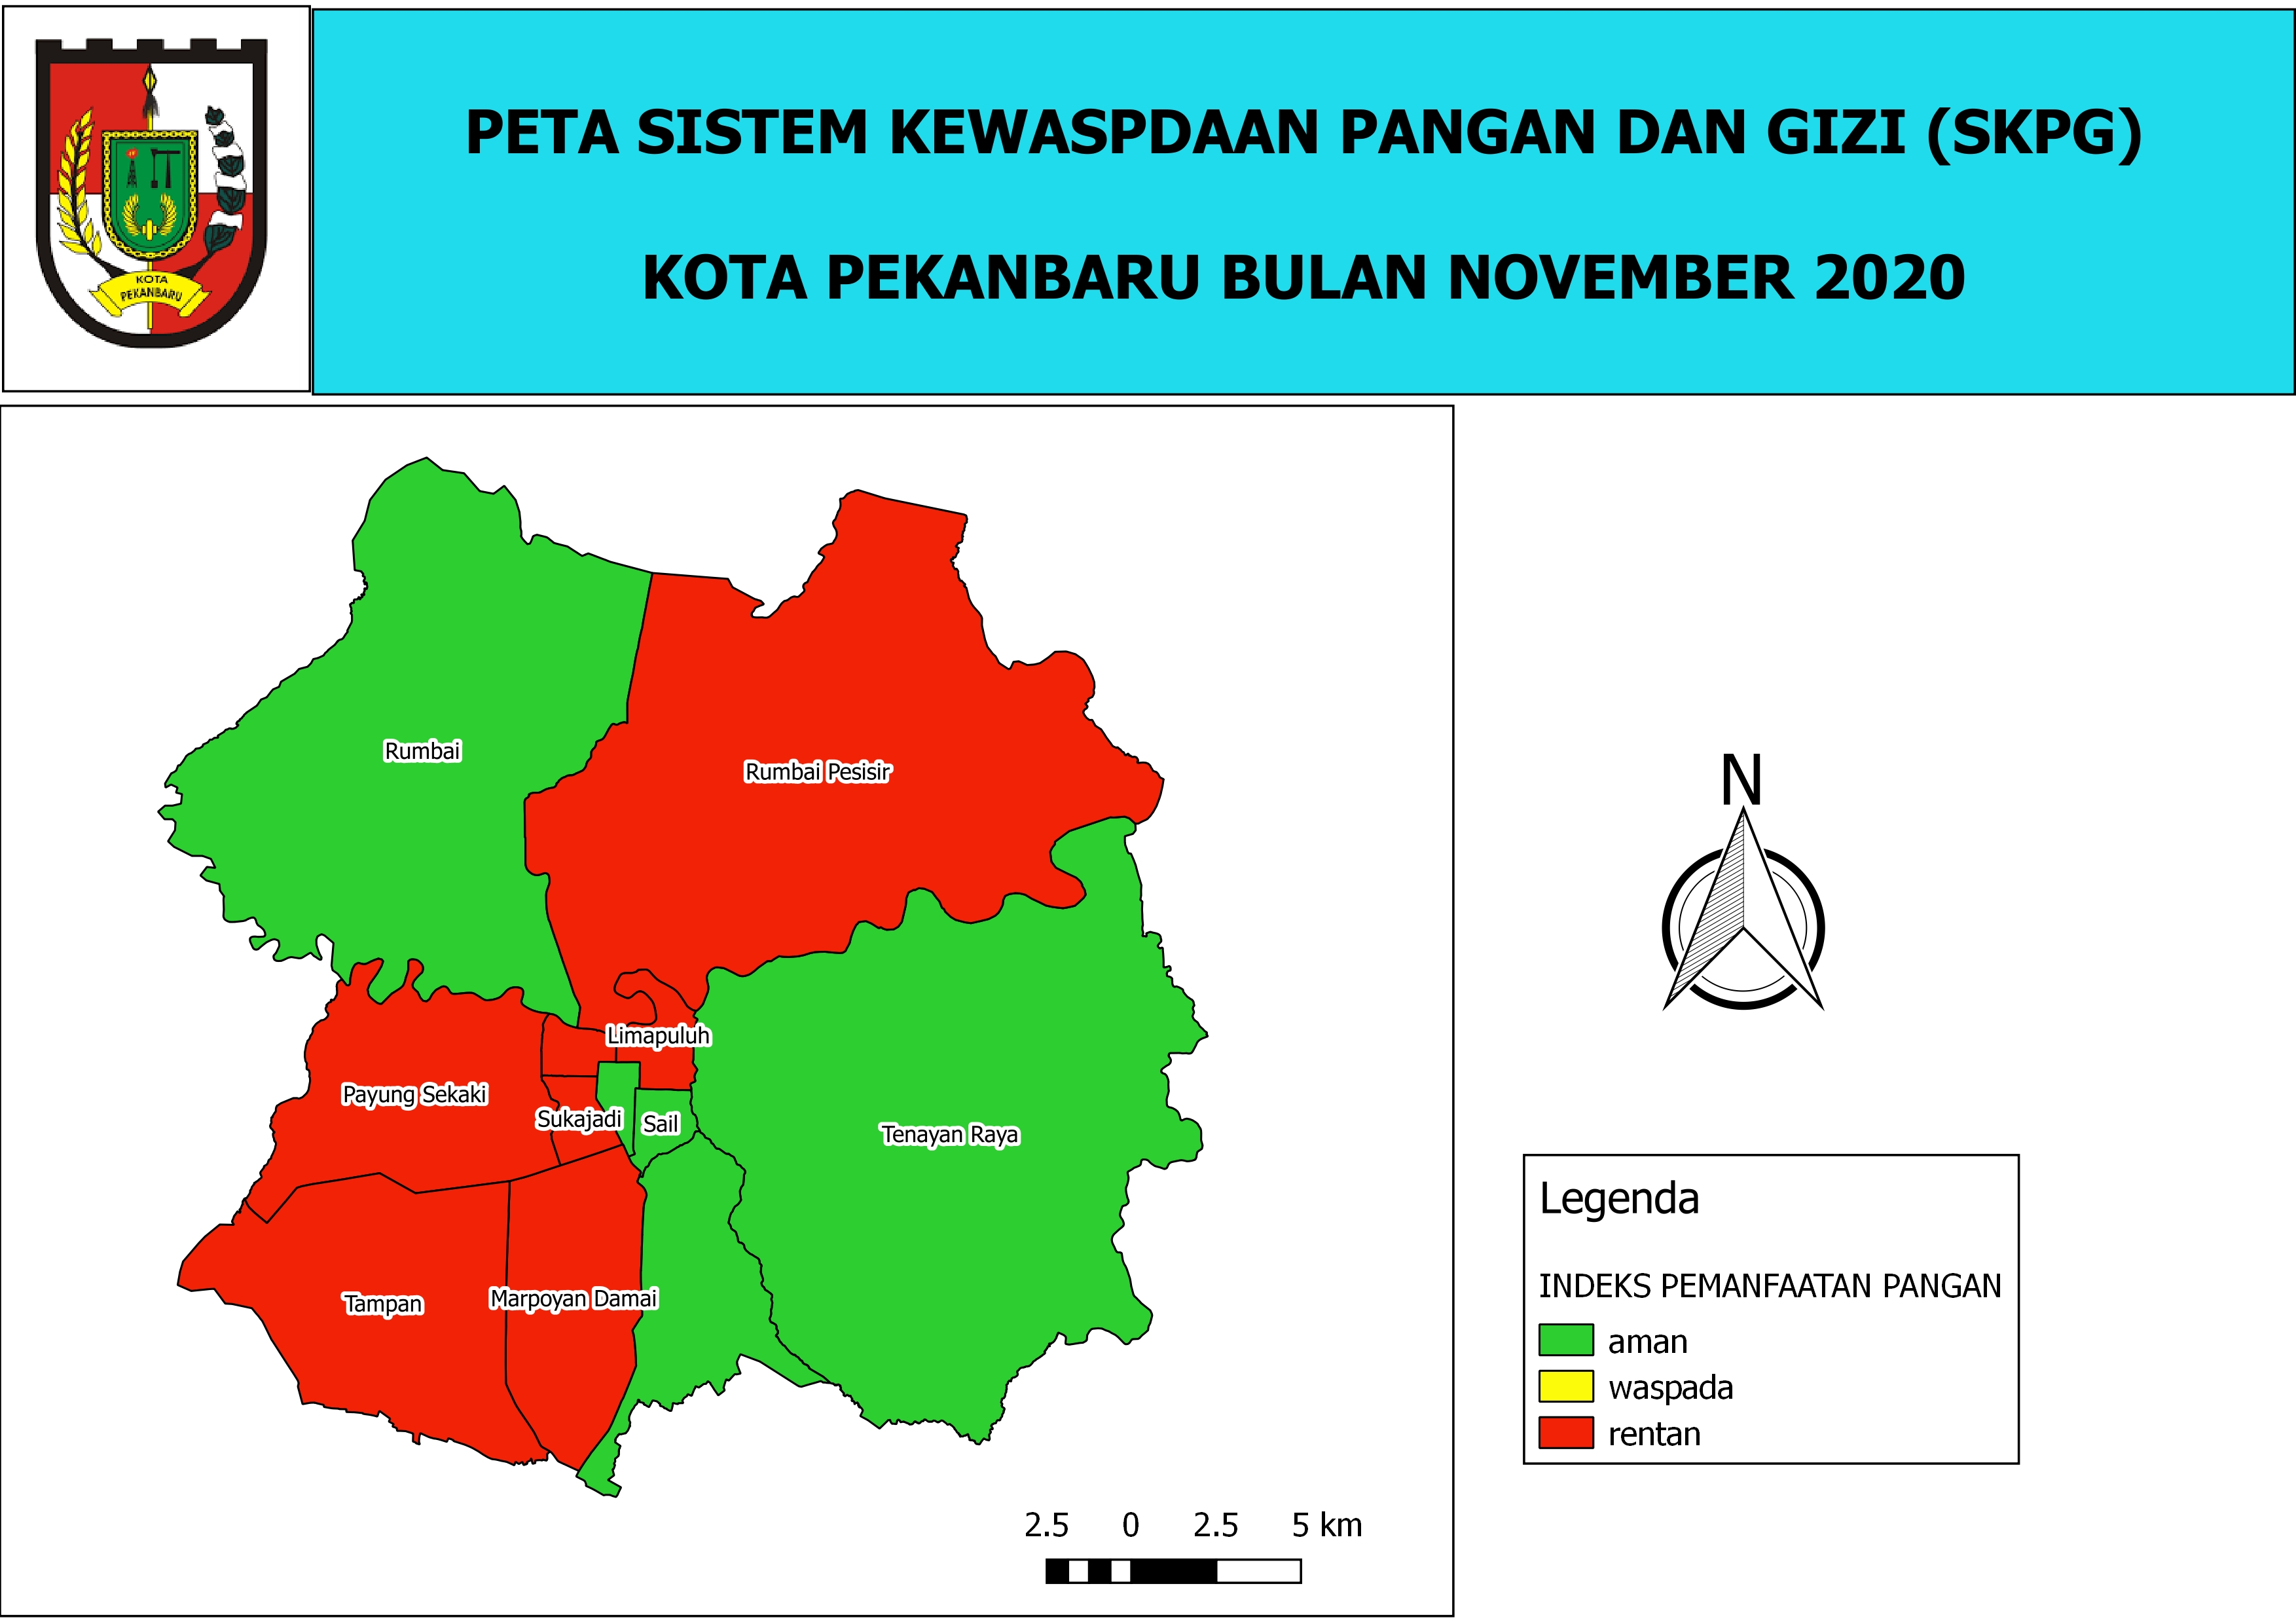 KOTA
PEKANBARU
PETA SISTEM KEWASPDAAN PANGAN DAN GIZI (SKPG)
KOTA PEKANBARU BULAN NOVEMBER 2020
Rumbai
Rumbai Pesisir
Limapuluh
Payung Sekaki
Sukajadi
Sail
Tenayan Raya
Tampan
Marpoyan Damai
2.5 0 2.5 5 km
N
Legenda
INDEKS PEMANFAATAN PANGAN
aman
waspada
rentan